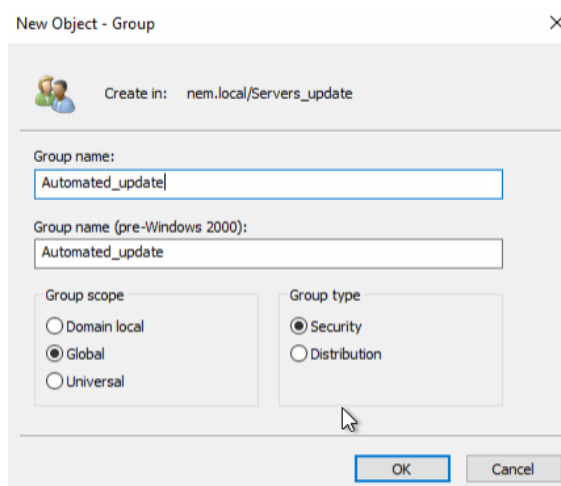 New Object - Group
Create in: nem.local/Servers_update
Group name:
Automated_update
Group name (pre-Windows 2000):
Automated_update
Group scope
Domain local
Global
Universal
Group type
Security
Distribution
OK
Cancel